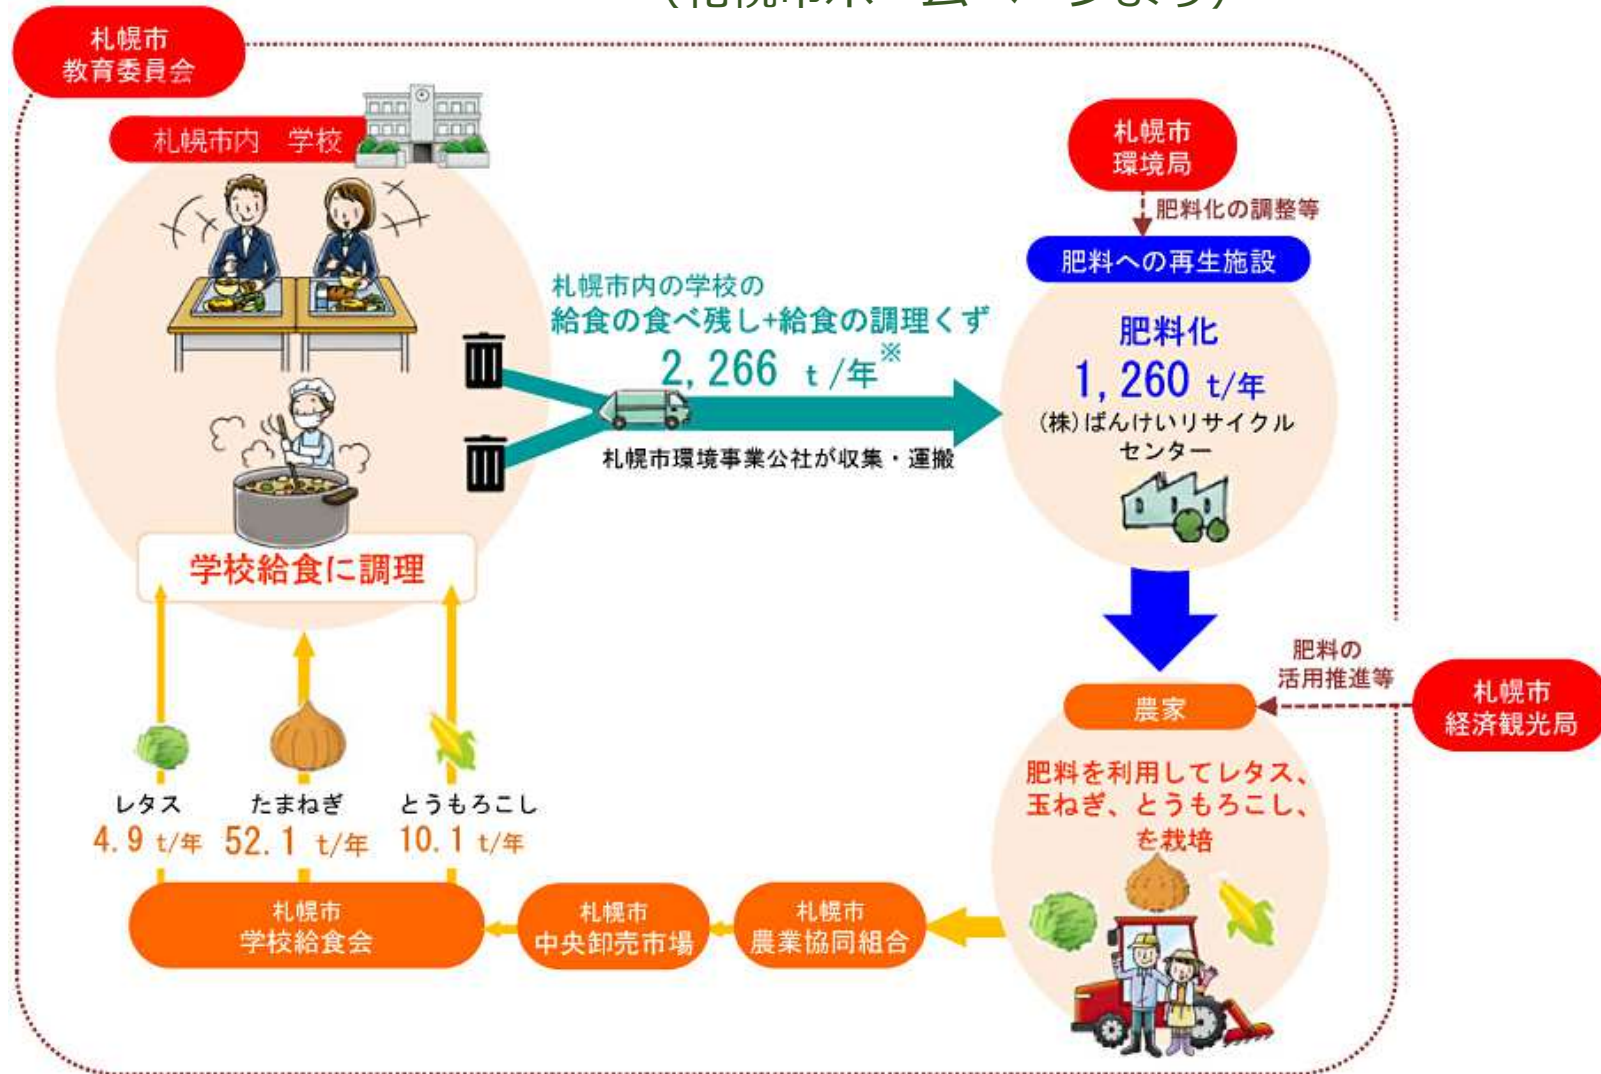 札幌市
教育委員会
札幌市内 学校
札幌市
環境局
肥料化の調整等
肥料への再生施設
札幌市内の学校の
給食の食べ残し+給食の調理くず
2,266 t/年※
札幌市環境事業公社が収集・運搬
肥料化
1,260 t/年
(株)ばんけいリサイクル
センター
学校給食に調理
肥料の
活用推進等
札幌市
経済観光局
農家
肥料を利用してレタス、
玉ねぎ、とうもろこし、
を栽培
レタス
4.9 t/年
たまねぎ
52.1 t/年
とうもろこし
10.1 t/年
札幌市
学校給食会
札幌市
中央卸売市場
札幌市
農業協同組合